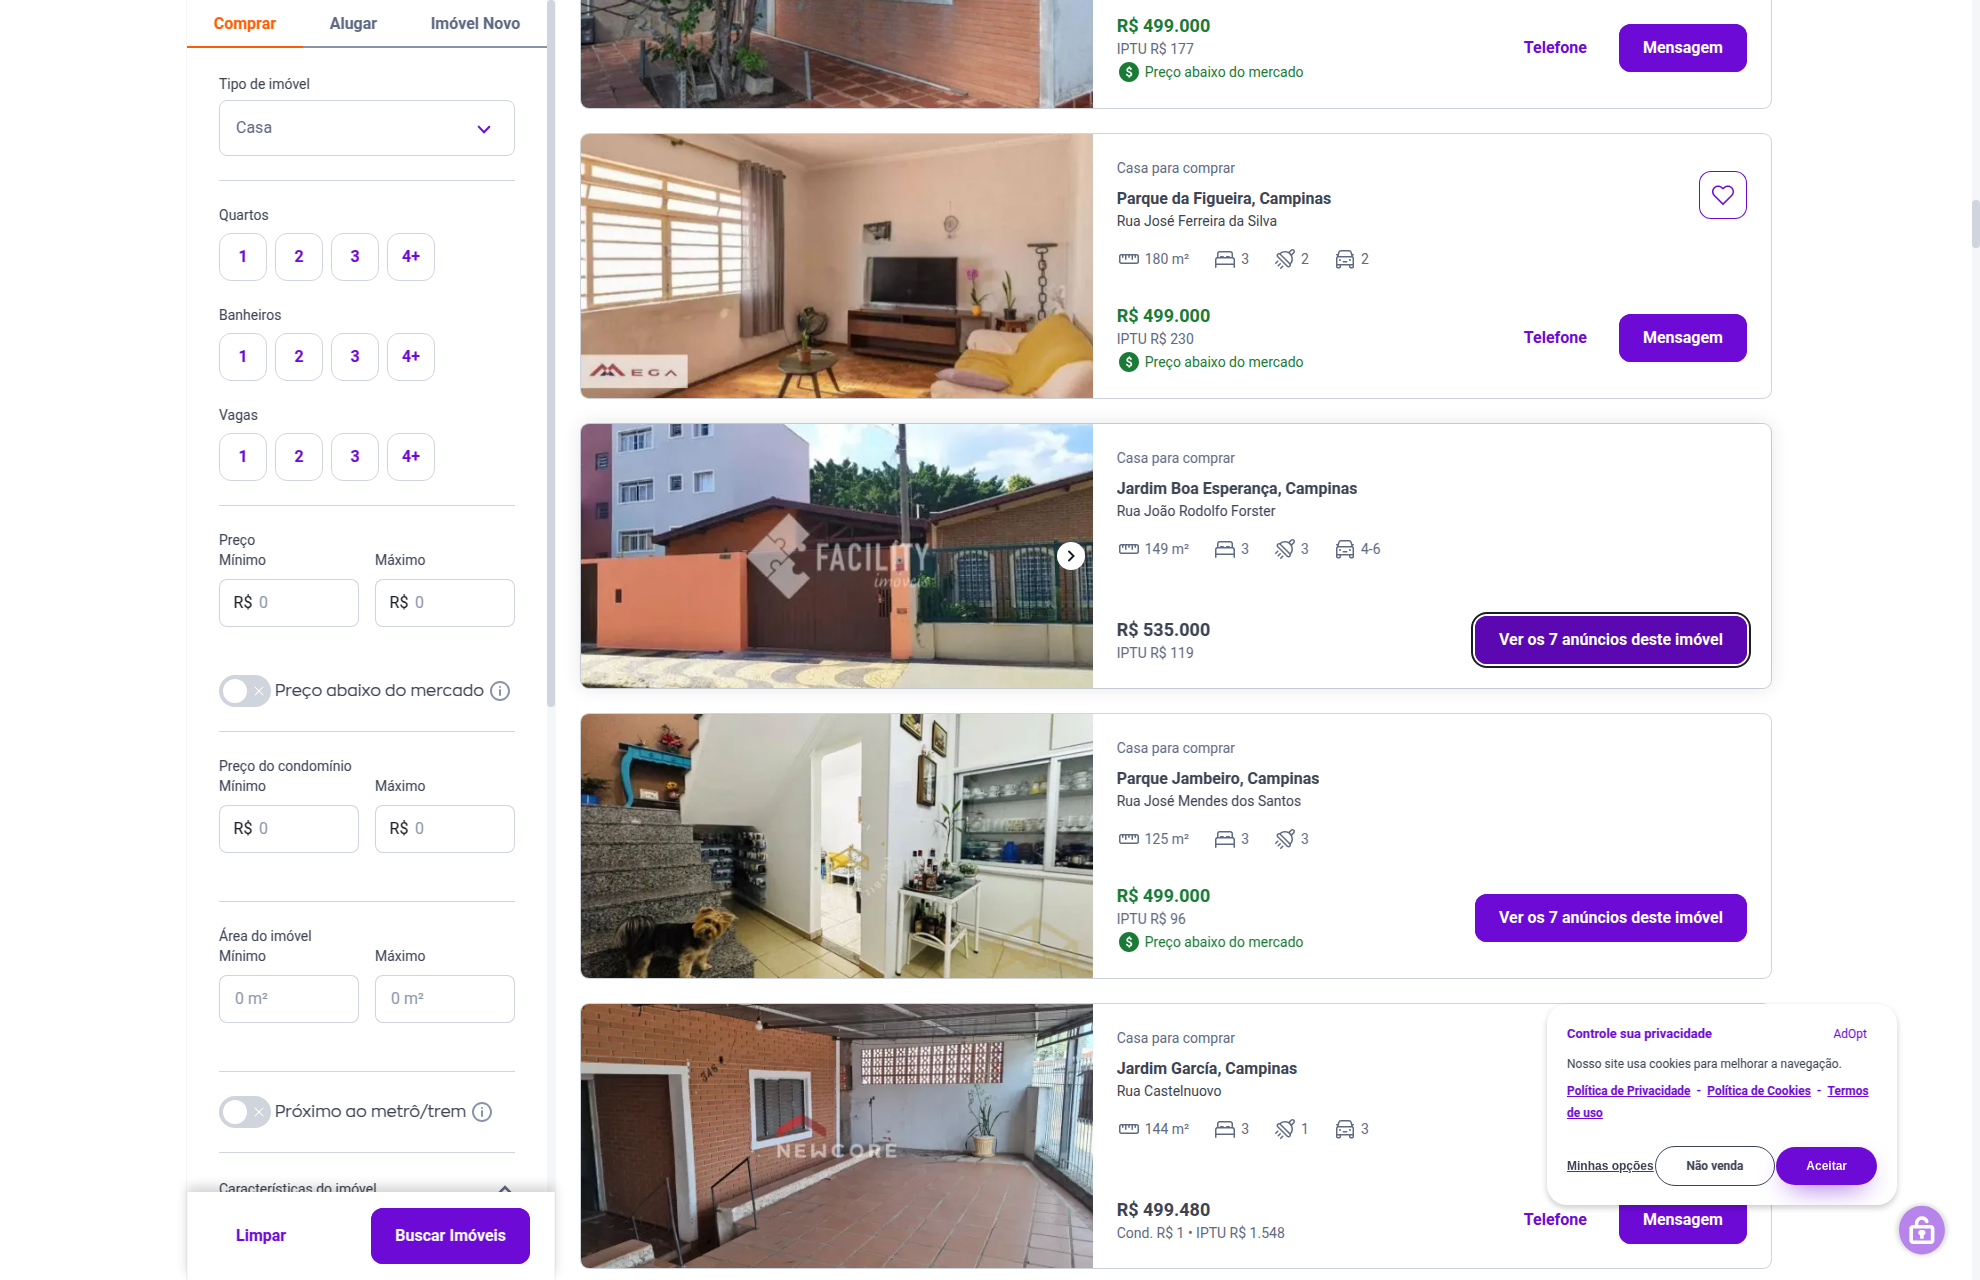 Comprar Alugar Imóvel Novo
Tipo de imóvel
Casa
Quartos
1 2 3 4+
Banheiros
1 2 3 4+
Vagas
1 2 3 4+
Preço
Mínimo Máximo
R$ 0 R$ 0
Preço abaixo do mercado
Preço do condomínio
Mínimo Máximo
R$ 0 R$ 0
Área do imóvel
Mínimo Máximo
0 m² 0 m²
Próximo ao metrô/trem
Características do imóvel
Limpar Buscar Imóveis
R$ 499.000
IPTU R$ 177
Preço abaixo do mercado
Telefone Mensagem
MEGA
Casa para comprar
Parque da Figueira, Campinas
Rua José Ferreira da Silva
180 m² 3 2 2
R$ 499.000
IPTU R$ 230
Preço abaixo do mercado
Telefone Mensagem
FACILITY
imóveis
Casa para comprar
Jardim Boa Esperança, Campinas
Rua João Rodolfo Forster
149 m² 3 3 4-6
R$ 535.000
IPTU R$ 119
Ver os 7 anúncios deste imóvel
Casa para comprar
Parque Jambeiro, Campinas
Rua José Mendes dos Santos
125 m² 3 3
R$ 499.000
IPTU R$ 96
Preço abaixo do mercado
Ver os 7 anúncios deste imóvel
NEWCORE
Casa para comprar
Jardim García, Campinas
Rua Castelnuovo
144 m² 3 1 3
R$ 499.480
Cond. R$ 1 • IPTU R$ 1.548
Telefone Mensagem
Controle sua privacidade AdOpt
Nosso site usa cookies para melhorar a navegação.
Política de Privacidade - Política de Cookies - Termos
de uso
Minhas opções Não venda Aceitar